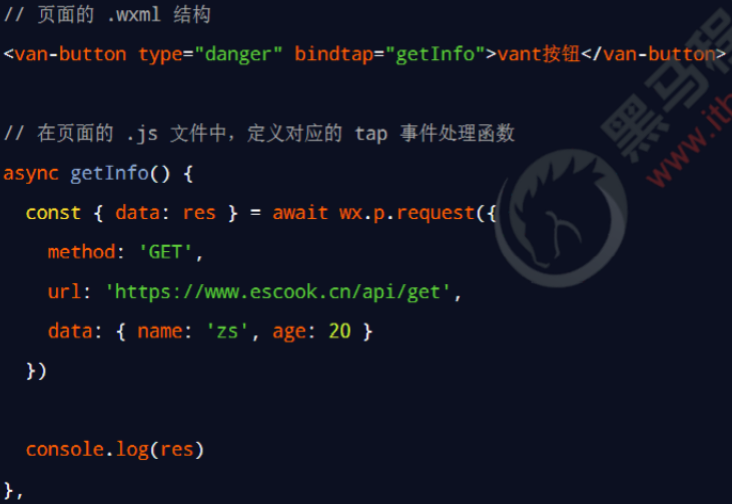 // 页面的 .wxml 结构
<van-button type="danger" bindtap="getInfo">vant按钮</van-button>
// 在页面的 .js 文件中，定义对应的 tap 事件处理函数
async getInfo() {
  const { data: res } = await wx.p.request({
    method: 'GET',
    url: 'https://www.escook.cn/api/get',
    data: { name: 'zs', age: 20 }
  })
  console.log(res)
},
黑马程
www.itb